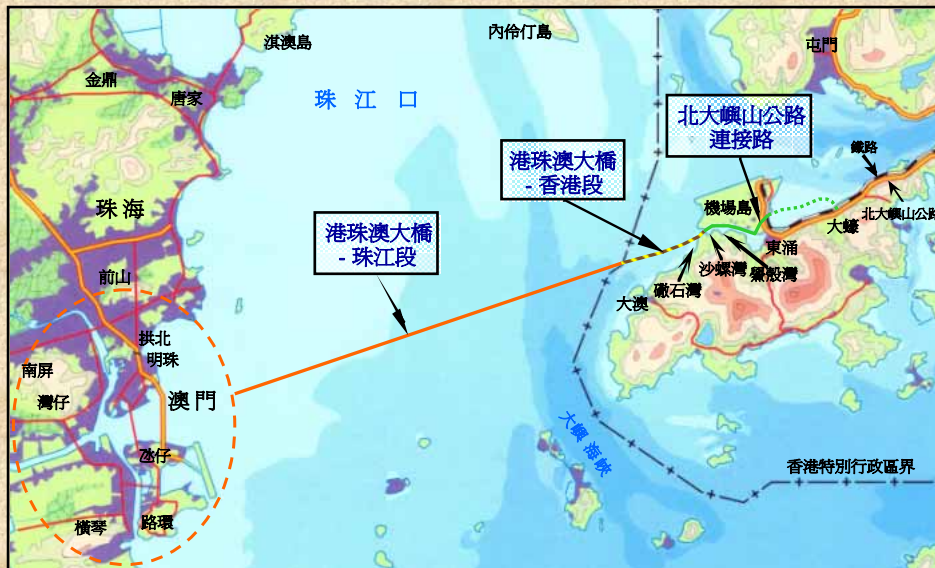 淇澳島
內伶仃島
屯門
金鼎
唐家
珠江口
北大嶼山公路
連接路
鐵路
港珠澳大橋
- 香港段
珠海
機場島
北大嶼山公路
大蠔
港珠澳大橋
- 珠江段
東涌
沙螺灣
䃟石灣
大澳
前山
拱北
明珠
南屏
灣仔
澳門
氹仔
大嶼海峽
香港特別行政區界
橫琴
路環